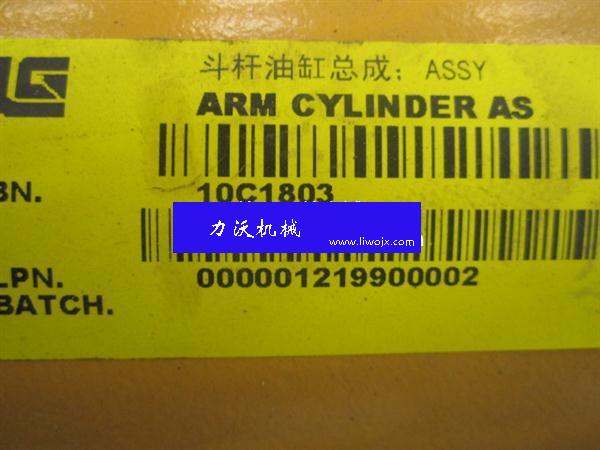 斗杆油缸总成; ASSY
ARM CYLINDER AS
BN. 10C1803
力沃机械
www.liwojx.com
LPN. 000001219900002
BATCH.